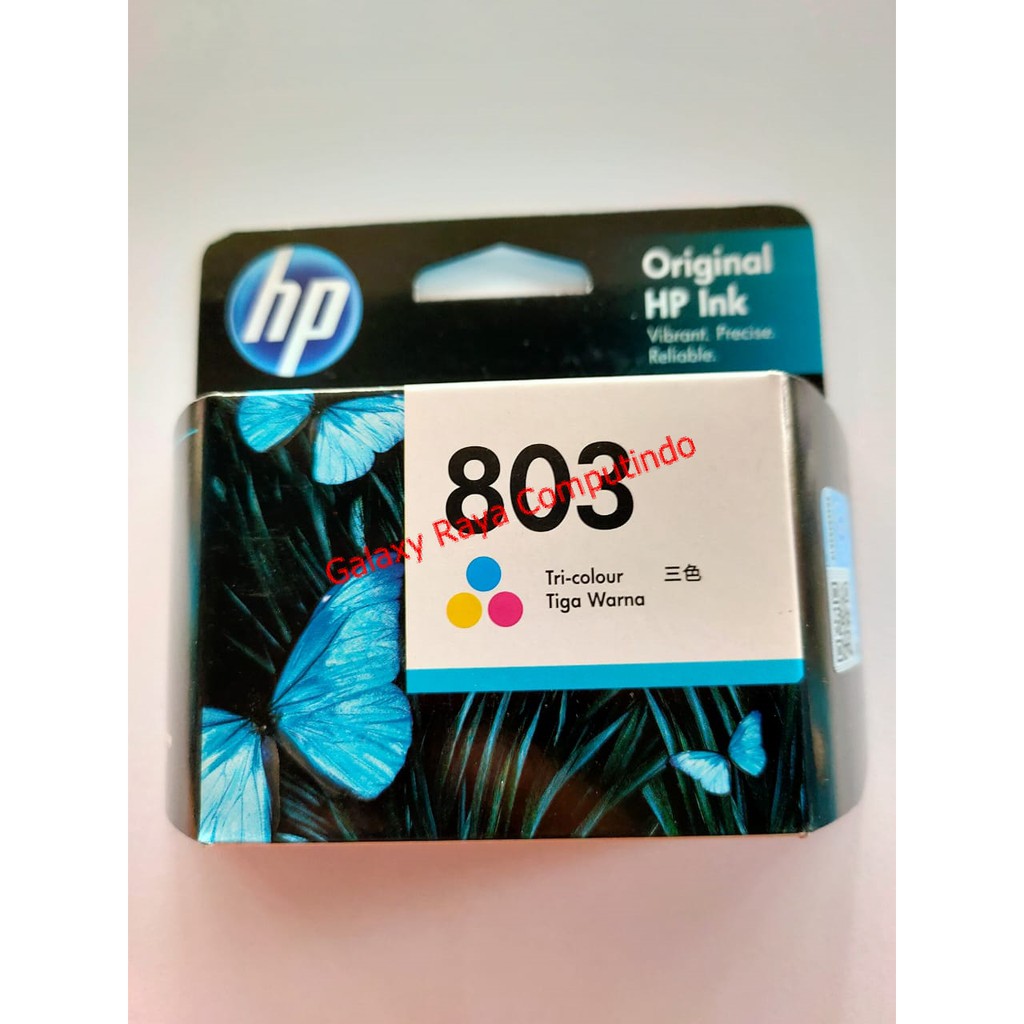 hp
Original
HP Ink
Vibrant. Precise.
Reliable.
803
Galaxy Raya Computindo
Tri-colour 三色
Tiga Warna